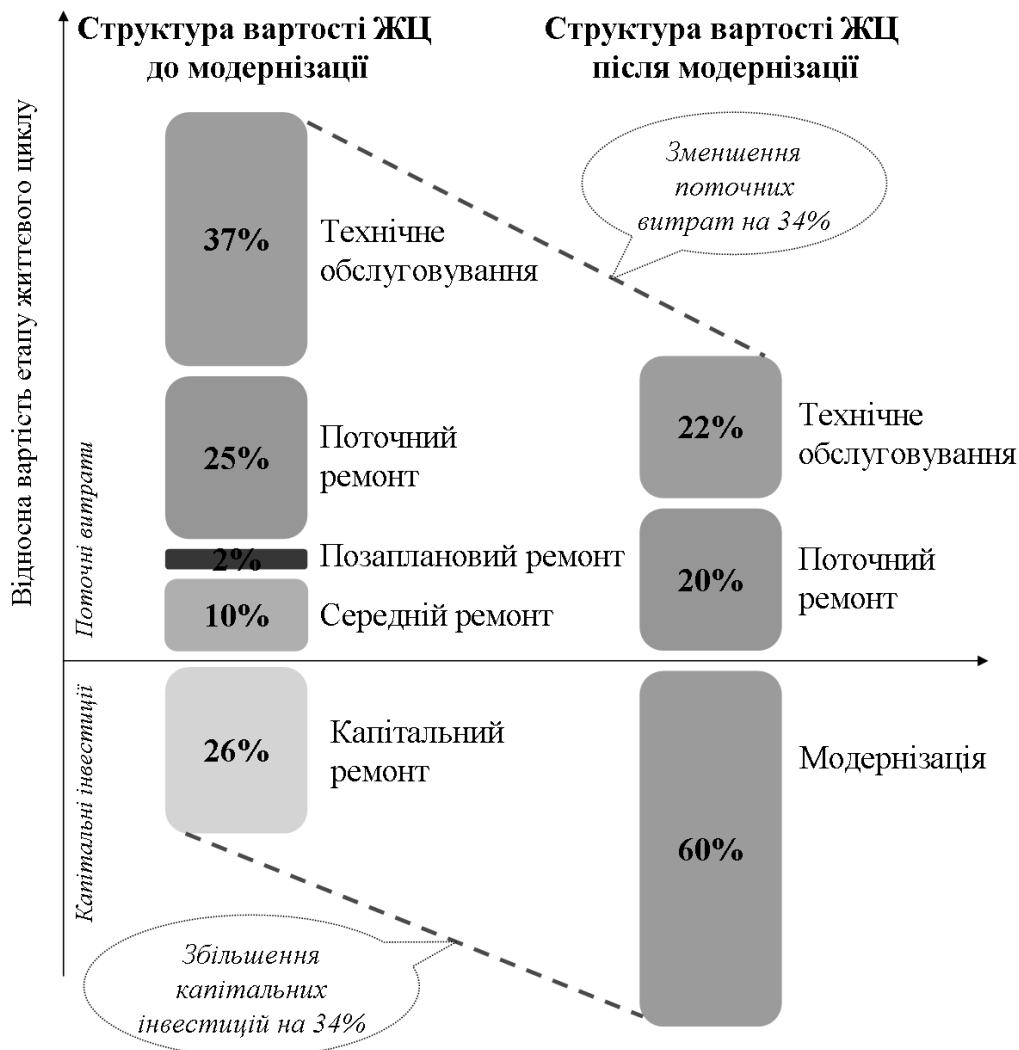 Структура вартості ЖЦ
до модернізації
Структура вартості ЖЦ
після модернізації
Відносна вартість етапу життєвого циклу
Поточні витрати
Капітальні інвестиції
37%
Технічне
обслуговування
25%
Поточний
ремонт
2%
Позаплановий ремонт
10%
Середній ремонт
26%
Капітальний
ремонт
Зменшення
поточних
витрат на 34%
22%
Технічне
обслуговування
20%
Поточний
ремонт
60%
Модернізація
Збільшення
капітальних
інвестицій на 34%